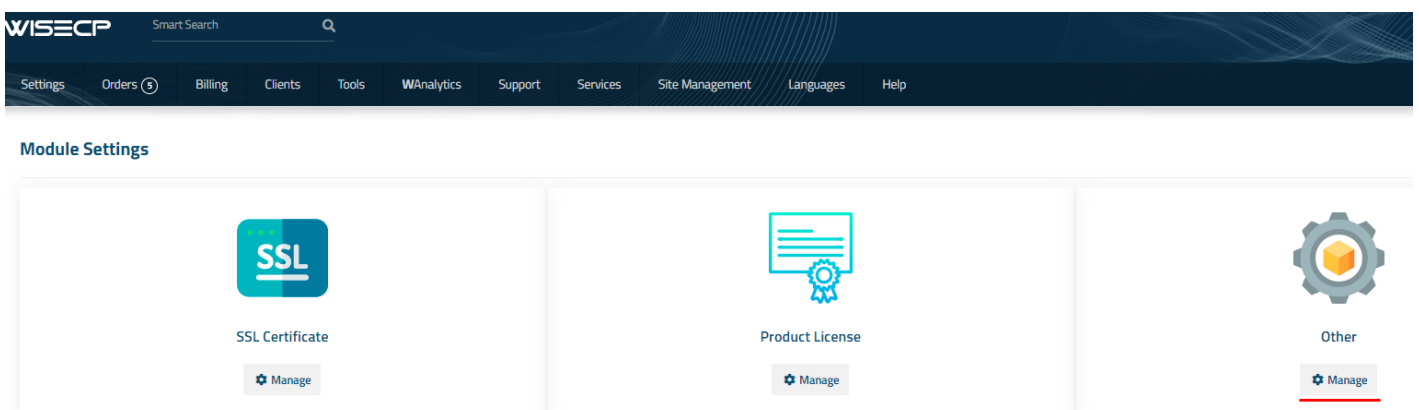 WISECP Smart Search
Settings Orders 5 Billing Clients Tools WAnalytics Support Services Site Management Languages Help
Module Settings
SSL
SSL Certificate Product License Other
Manage Manage Manage